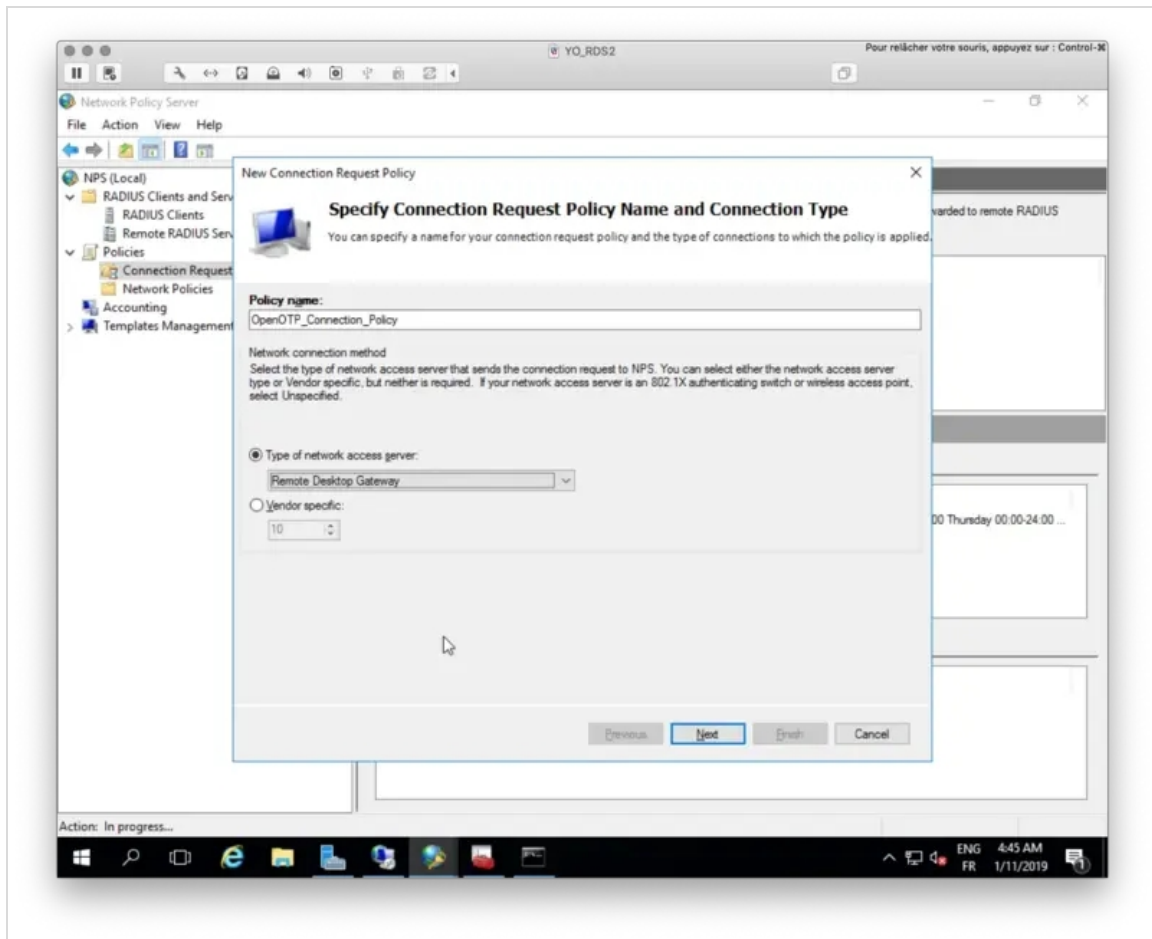 YO_RDS2
Pour relâcher votre souris, appuyez sur : Control-⌘
Network Policy Server
File Action View Help
NPS (Local)
RADIUS Clients and Serv
RADIUS Clients
Remote RADIUS Serv
Policies
Connection Request
Network Policies
Accounting
Templates Management
New Connection Request Policy
Specify Connection Request Policy Name and Connection Type
You can specify a name for your connection request policy and the type of connections to which the policy is applied.
Policy name:
OpenOTP_Connection_Policy
Network connection method
Select the type of network access server that sends the connection request to NPS. You can select either the network access server
type or Vendor specific, but neither is required. If your network access server is an 802.1X authenticating switch or wireless access point,
select Unspecified.
Type of network access server:
Remote Desktop Gateway
Vendor specific:
10
Previous Next Finish Cancel
warded to remote RADIUS
00 Thursday 00:00-24:00 ...
Action: In progress...
ENG 4:45 AM
FR 1/11/2019
1